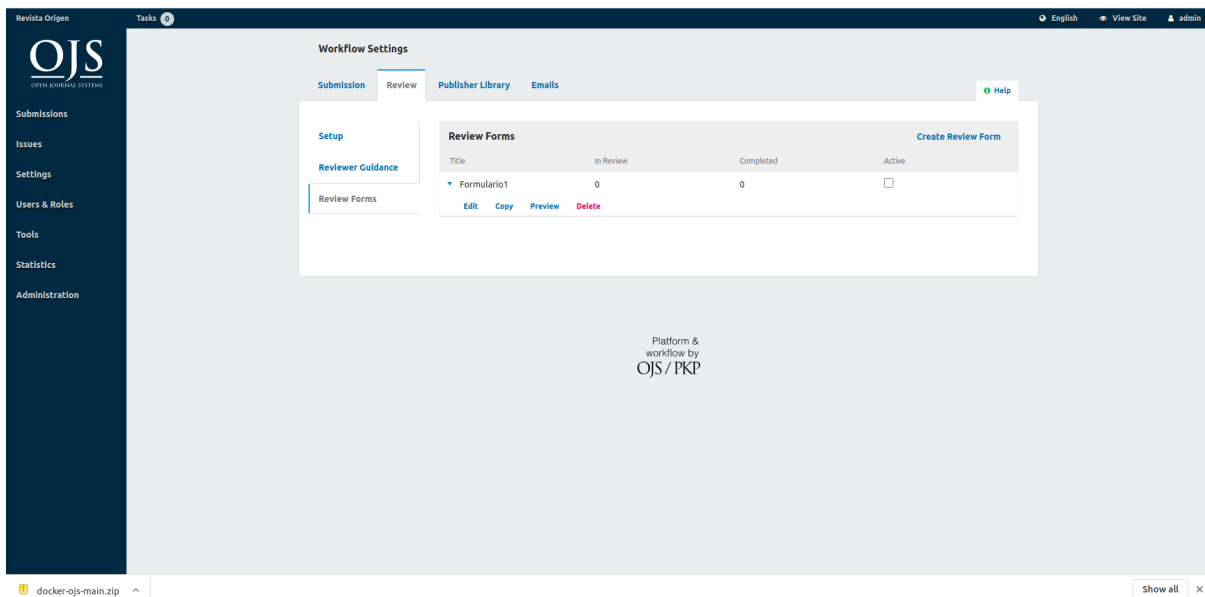 Revista Origen Tasks 0 English View Site admin
OJS
OPEN JOURNAL SYSTEMS
Submissions
Issues
Settings
Users & Roles
Tools
Statistics
Administration
Workflow Settings
Submission Review Publisher Library Emails
Help
Setup
Reviewer Guidance
Review Forms
Review Forms Create Review Form
Title In Review Completed Active
Formulario1 0 0
Edit Copy Preview Delete
Platform &
workflow by
OJS / PKP
docker-ojs-main.zip Show all